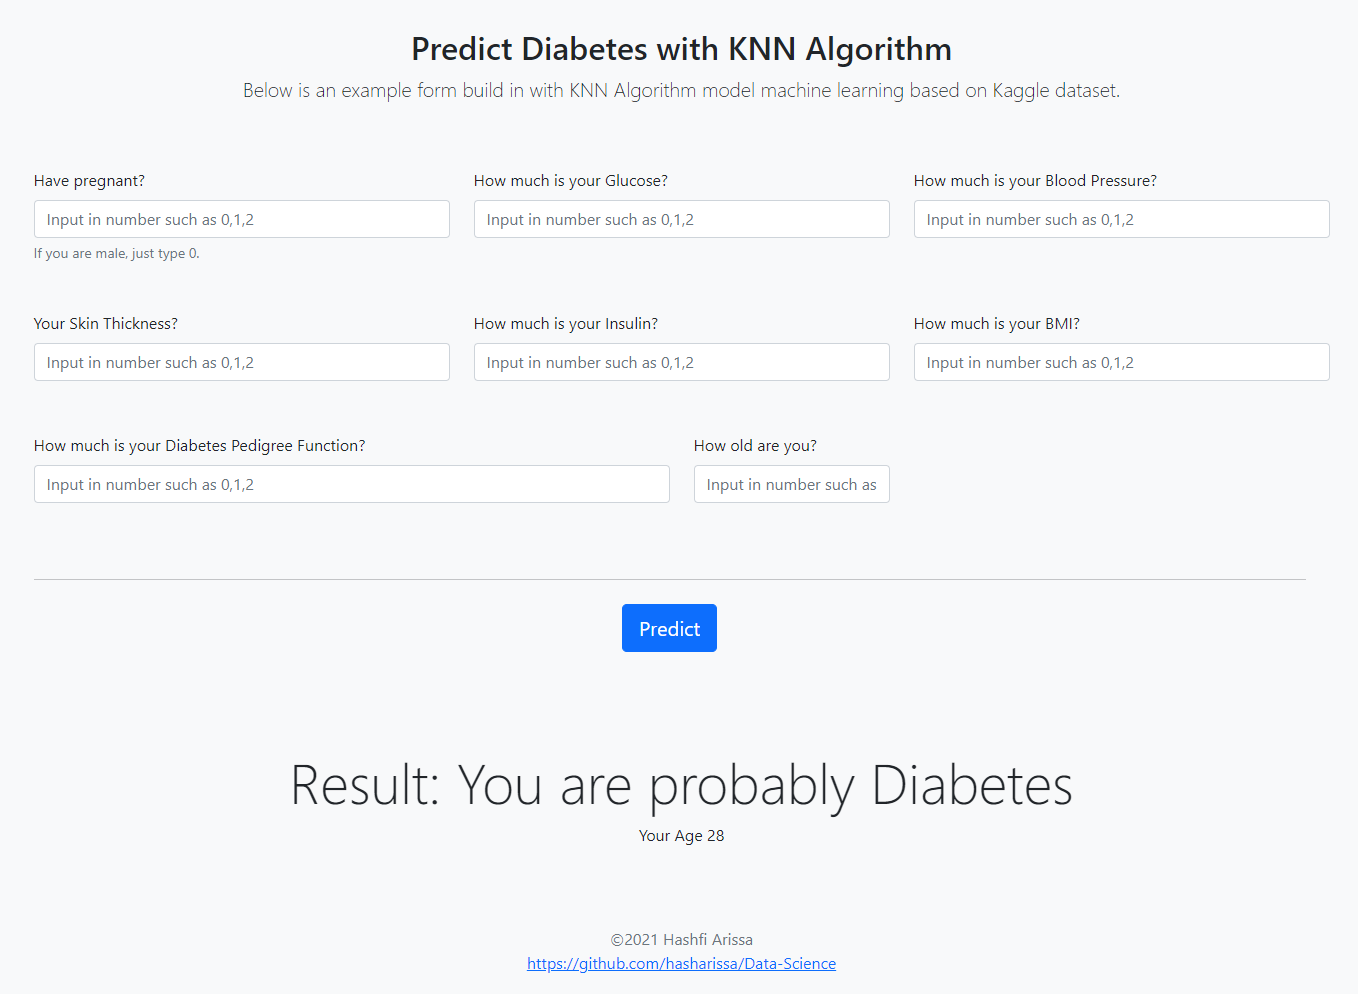 Predict Diabetes with KNN Algorithm
Below is an example form build in with KNN Algorithm model machine learning based on Kaggle dataset.
Have pregnant?
How much is your Glucose?
How much is your Blood Pressure?
Input in number such as 0,1,2
Input in number such as 0,1,2
Input in number such as 0,1,2
If you are male, just type 0.
Your Skin Thickness?
How much is your Insulin?
How much is your BMI?
Input in number such as 0,1,2
Input in number such as 0,1,2
Input in number such as 0,1,2
How much is your Diabetes Pedigree Function?
How old are you?
Input in number such as 0,1,2
Input in number such as
Predict
Result: You are probably Diabetes
Your Age 28
©2021 Hashfi Arissa
https://github.com/hasharissa/Data-Science